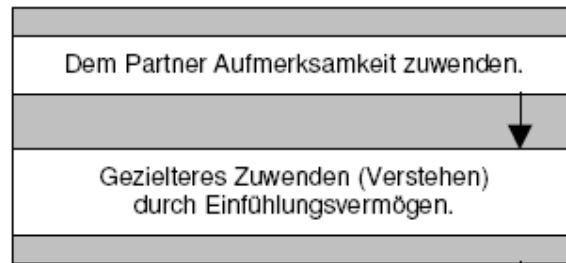 Dem Partner Aufmerksamkeit zuwenden.
Gezielteres Zuwenden (Verstehen)
durch Einfühlungsvermögen.